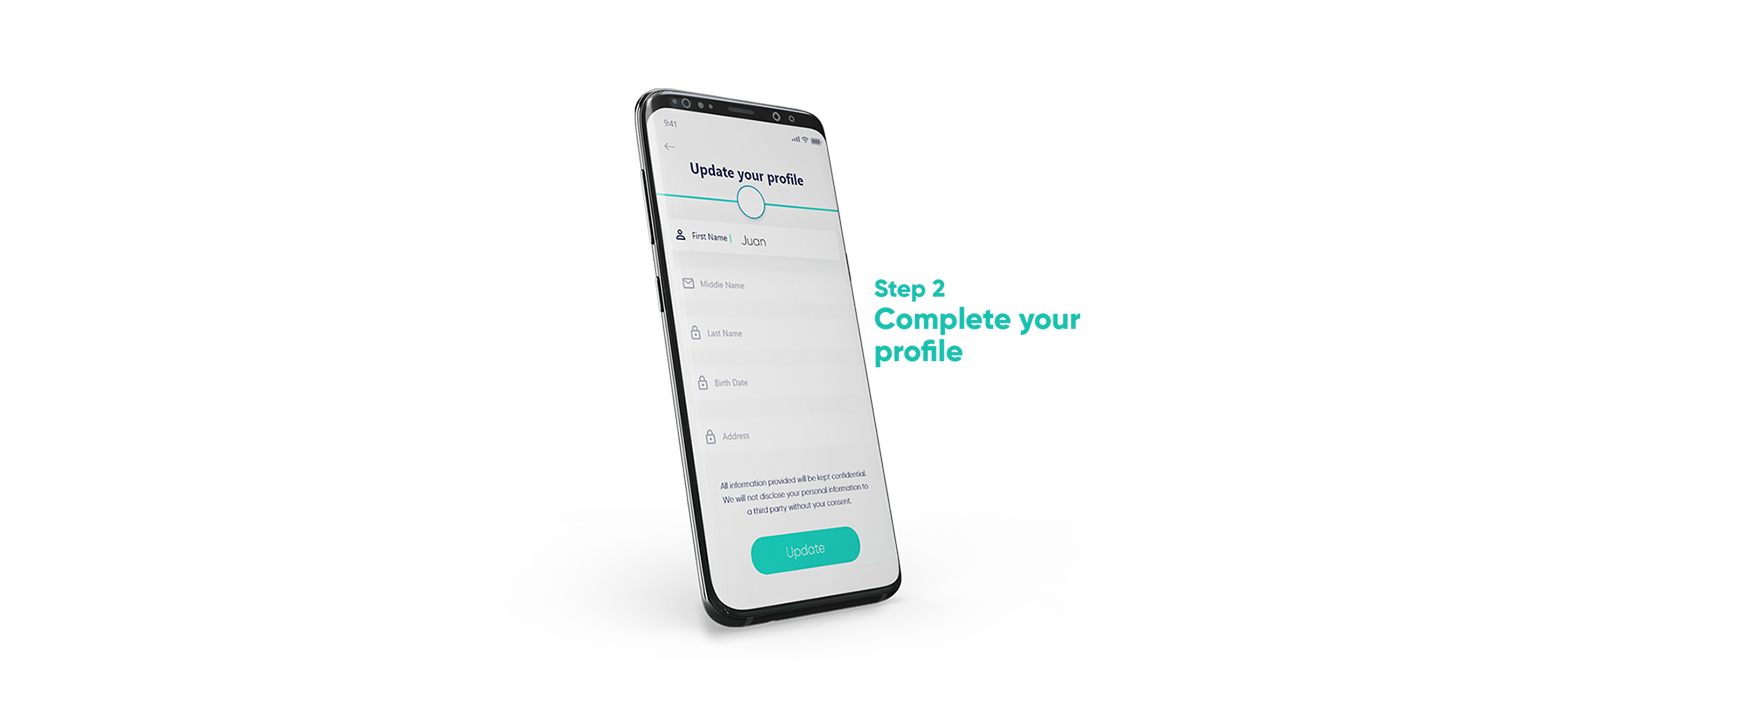 9:41
Update your profile
First Name Juan
Middle Name
Last Name
Birth Date
Address
All information provided will be kept confidential.
We will not disclose your personal information to
a third party without your consent.
Update
Step 2
Complete your
profile